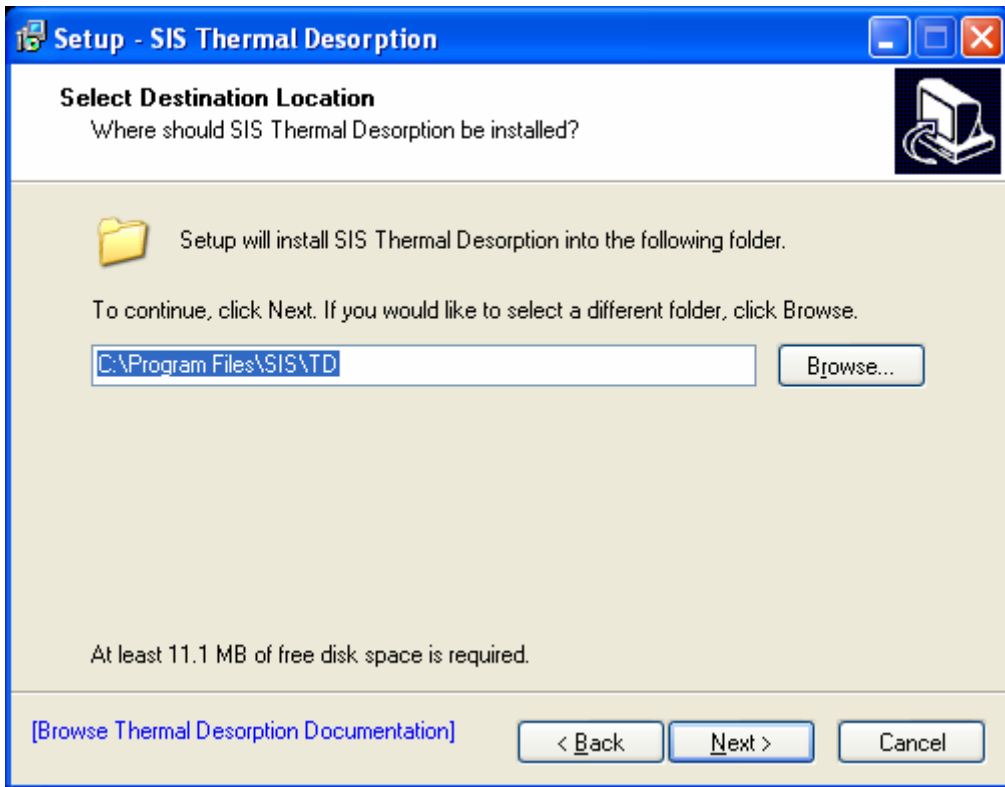 Setup - SIS Thermal Desorption
Select Destination Location
Where should SIS Thermal Desorption be installed?
Setup will install SIS Thermal Desorption into the following folder.
To continue, click Next. If you would like to select a different folder, click Browse.
C:\Program Files\SIS\TD
Browse...
At least 11.1 MB of free disk space is required.
[Browse Thermal Desorption Documentation]
< Back
Next >
Cancel